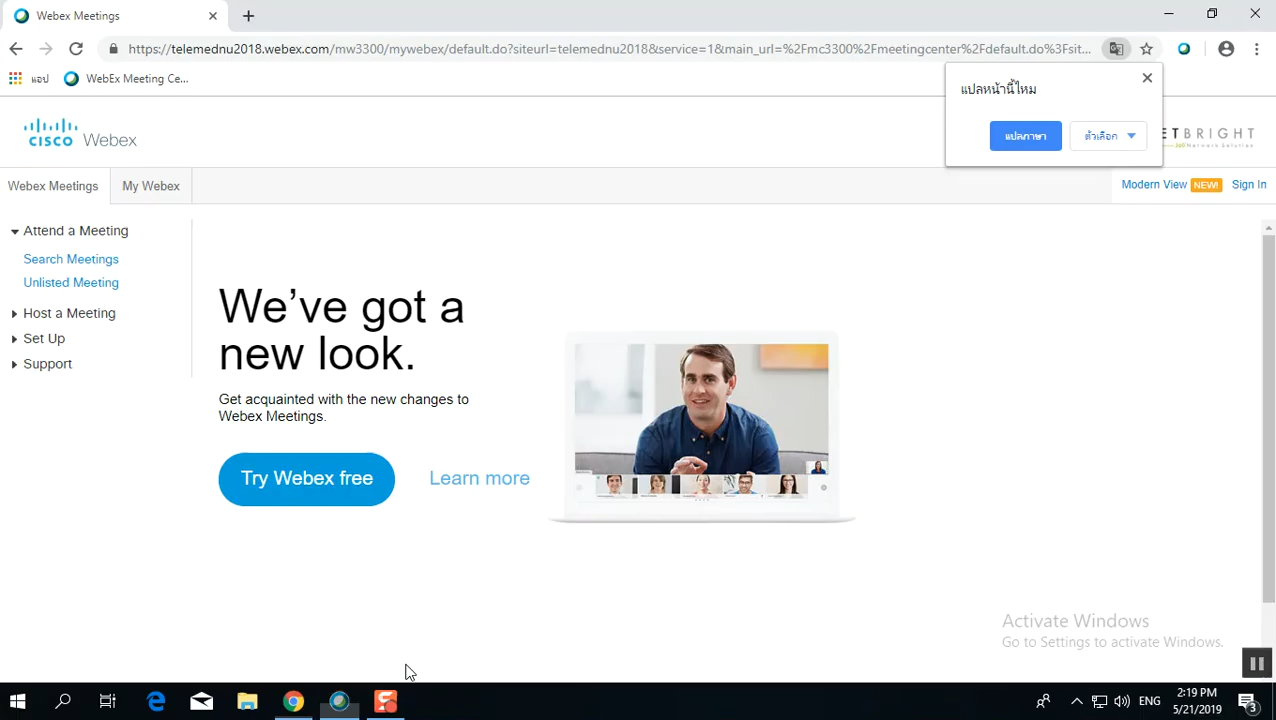 Webex Meetings
https://telemednu2018.webex.com/mw3300/mywebex/default.do?siteurl=telemednu2018&service=1&main_url=%2Fmc3300%2Fmeetingcenter%2Fdefault.do%3Fsit...
แอป
WebEx Meeting Ce...
แปลหน้านี้ไหม
แปลภาษา
ตัวเลือก
CISCO Webex
ETBRIGHT
360 Network Solution
Webex Meetings
My Webex
Modern View NEW!
Sign In
Attend a Meeting
Search Meetings
Unlisted Meeting
Host a Meeting
Set Up
Support
We’ve got a
new look.
Get acquainted with the new changes to
Webex Meetings.
Try Webex free
Learn more
Activate Windows
Go to Settings to activate Windows.
ENG
2:19 PM
5/21/2019
3